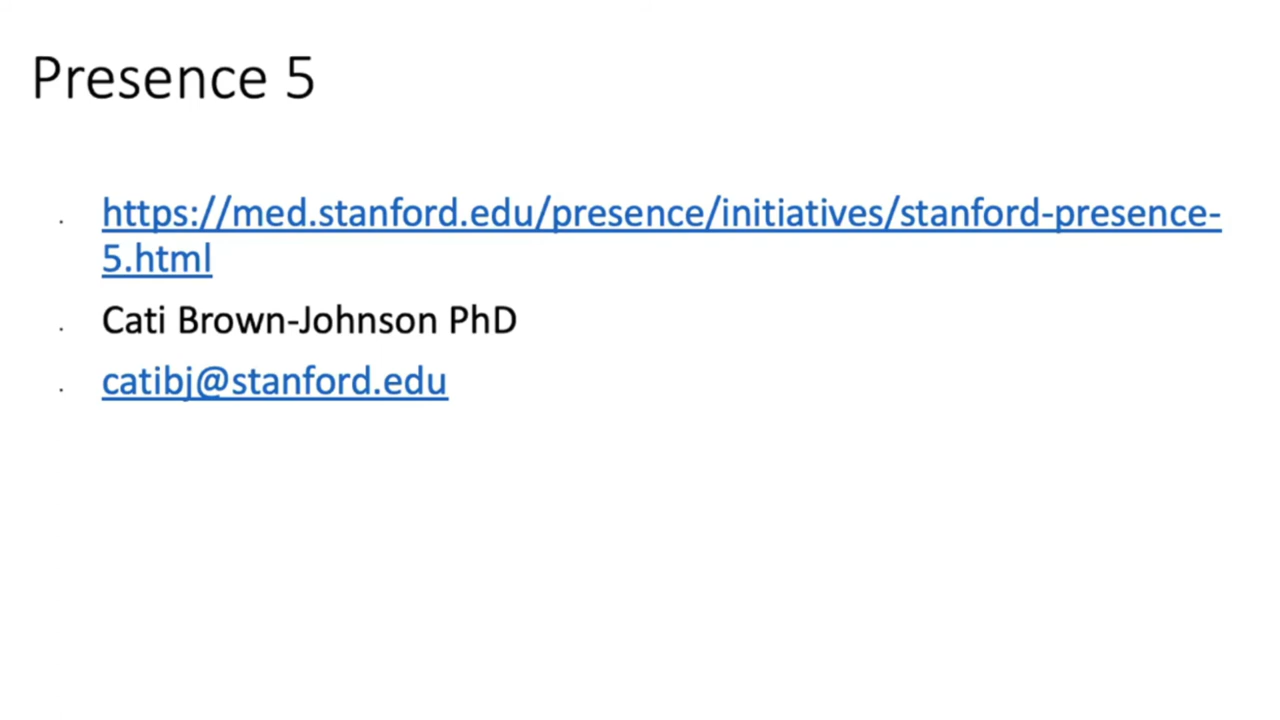 Presence 5
https://med.stanford.edu/presence/initiatives/stanford-presence-
5.html
Cati Brown-Johnson PhD
catibj@stanford.edu